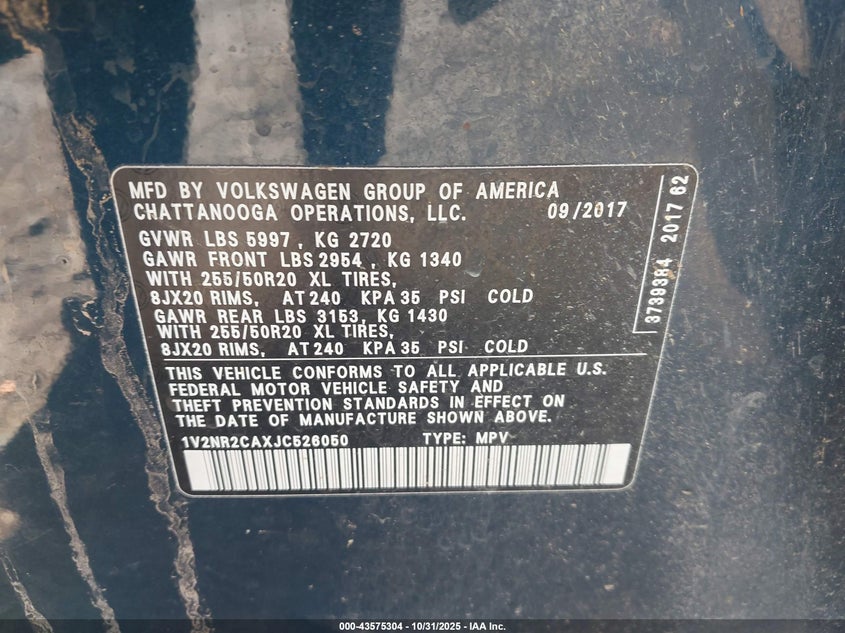 MFD BY VOLKSWAGEN GROUP OF AMERICA
CHATTANOOGA OPERATIONS, LLC. 09/2017
GVWR LBS 5997 , KG 2720
GAWR FRONT LBS 2954 , KG 1340
WITH 255/50R20 XL TIRES,
8JX20 RIMS, AT 240 KPA 35 PSI COLD
GAWR REAR LBS 3153, KG 1430
WITH 255/50R20 XL TIRES,
8JX20 RIMS, AT 240 KPA 35 PSI COLD
THIS VEHICLE CONFORMS TO ALL APPLICABLE U.S.
FEDERAL MOTOR VEHICLE SAFETY AND
THEFT PREVENTION STANDARDS IN EFFECT ON
THE DATE OF MANUFACTURE SHOWN ABOVE.
1V2NR2CAXJC526050 TYPE: MPV
3739384 2017 62
000-43575304 - 10/31/2025 - IAA Inc.